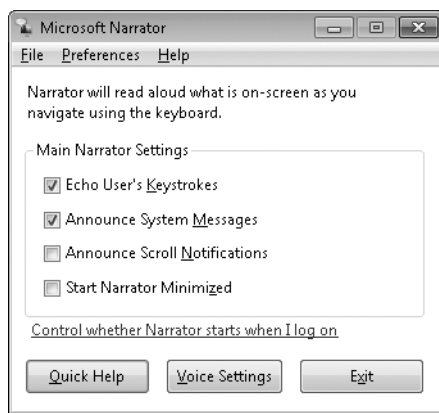 Microsoft Narrator
File Preferences Help
Narrator will read aloud what is on-screen as you
navigate using the keyboard.
Main Narrator Settings
Echo User's Keystrokes
Announce System Messages
Announce Scroll Notifications
Start Narrator Minimized
Control whether Narrator starts when I log on
Quick Help Voice Settings Exit